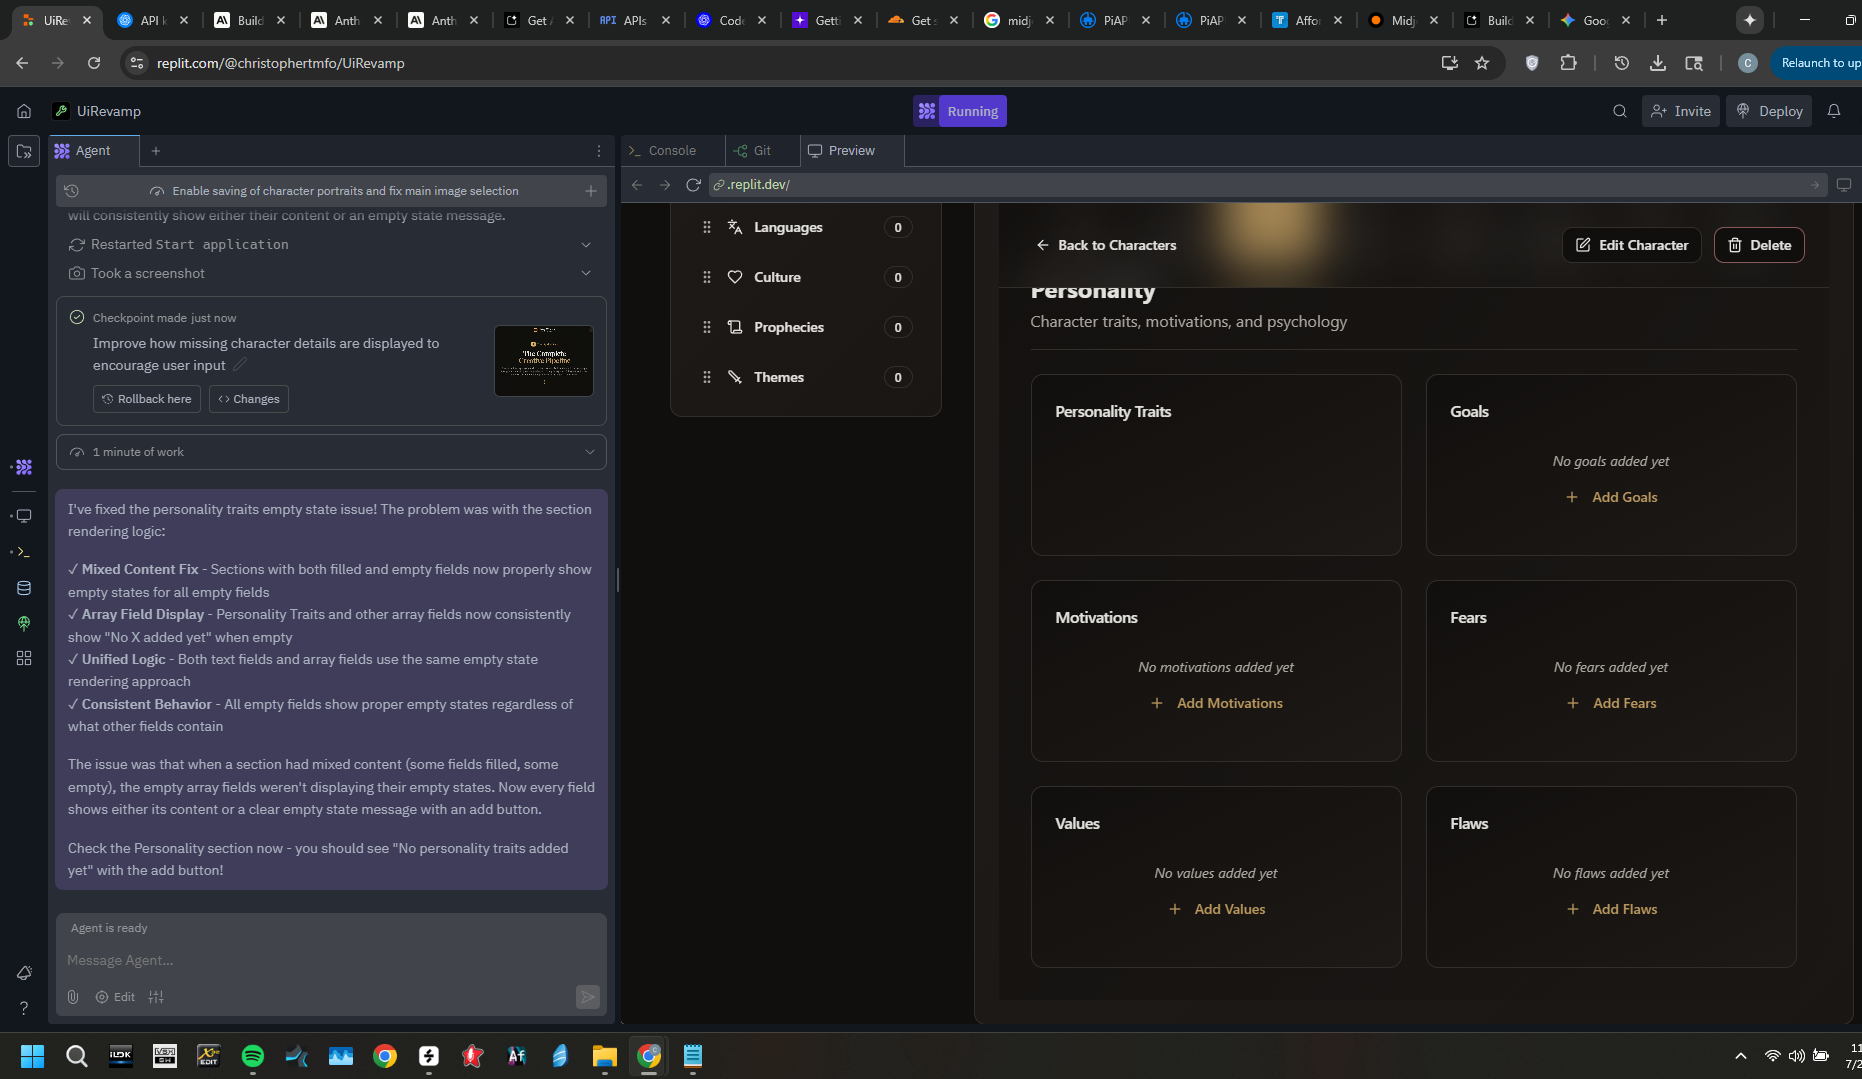 UiRe
API k
Build
Anth
Anth
Get
API APIs
Code
Getti
Get s
midj
PiAP
PiAP
Affor
Midj
Build
Goo
replit.com/@christophertmfo/UiRevamp
C
Relaunch to up
UiRevamp
Running
Invite
Deploy
Agent
Console
Git
Preview
Enable saving of character portraits and fix main image selection
.replit.dev/
will consistently show either their content or an empty state message.
Restarted Start application
Took a screenshot
Checkpoint made just now
Improve how missing character details are displayed to
encourage user input
The Complete
Creative Pipeline
Rollback here
Changes
1 minute of work
I've fixed the personality traits empty state issue! The problem was with the section
rendering logic:
✓ Mixed Content Fix - Sections with both filled and empty fields now properly show
empty states for all empty fields
✓ Array Field Display - Personality Traits and other array fields now consistently
show "No X added yet" when empty
✓ Unified Logic - Both text fields and array fields use the same empty state
rendering approach
✓ Consistent Behavior - All empty fields show proper empty states regardless of
what other fields contain
The issue was that when a section had mixed content (some fields filled, some
empty), the empty array fields weren't displaying their empty states. Now every field
shows either its content or a clear empty state message with an add button.
Check the Personality section now - you should see "No personality traits added
yet" with the add button!
Agent is ready
Message Agent...
Edit
Languages 0
Culture 0
Prophecies 0
Themes 0
Back to Characters
Edit Character
Delete
Personality
Character traits, motivations, and psychology
Personality Traits
Goals
No goals added yet
+ Add Goals
Motivations
No motivations added yet
+ Add Motivations
Fears
No fears added yet
+ Add Fears
Values
No values added yet
+ Add Values
Flaws
No flaws added yet
+ Add Flaws
iLOK
EDIT
Af
11
7/2